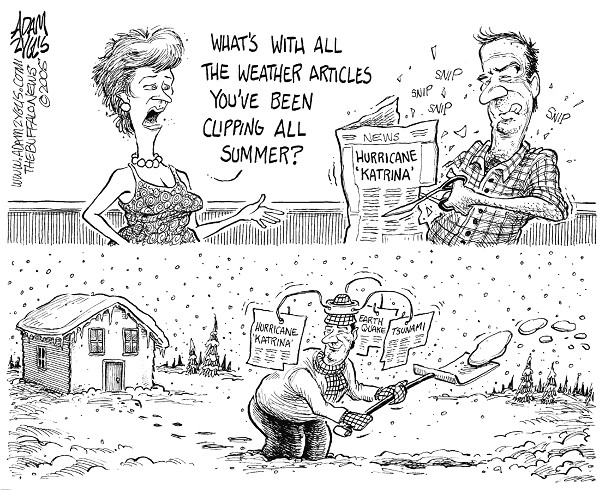 ADAM
ZYGLIS
WWW.ADAMZYGLIS.COM
THE BUFFALO NEWS
©2005
WHAT'S WITH ALL
THE WEATHER ARTICLES
YOU'VE BEEN
CLIPPING ALL
SUMMER?
SNIP
SNIP
SNIP
SNIP
NEWS
HURRICANE
'KATRINA'
HURRICANE
'KATRINA'
EARTH
QUAKE
TSUNAMI